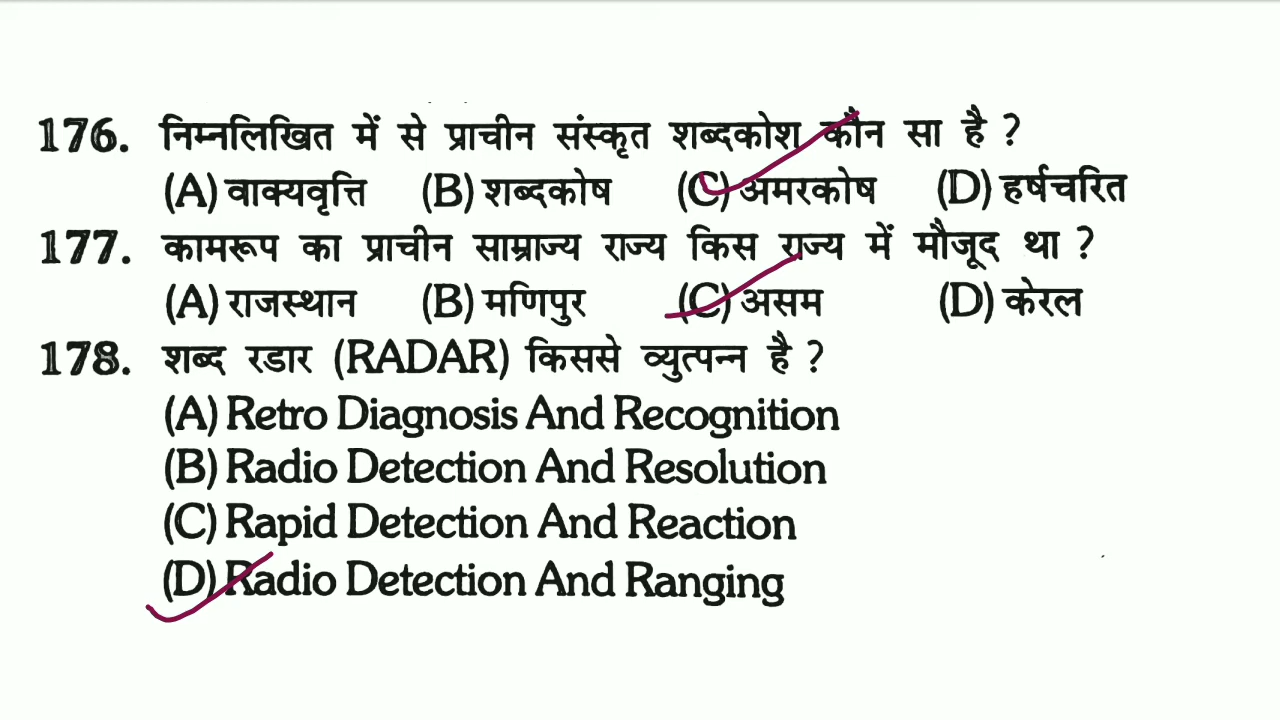 176. निम्नलिखित में से प्राचीन संस्कृत शब्दकोश कौन सा है ?
(A) वाक्यवृत्ति (B) शब्दकोष (C) अमरकोष (D) हर्षचरित
177. कामरूप का प्राचीन साम्राज्य राज्य किस राज्य में मौजूद था ?
(A) राजस्थान (B) मणिपुर (C) असम (D) केरल
178. शब्द रडार (RADAR) किससे व्युत्पन्न है ?
(A) Retro Diagnosis And Recognition
(B) Radio Detection And Resolution
(C) Rapid Detection And Reaction
(D) Radio Detection And Ranging